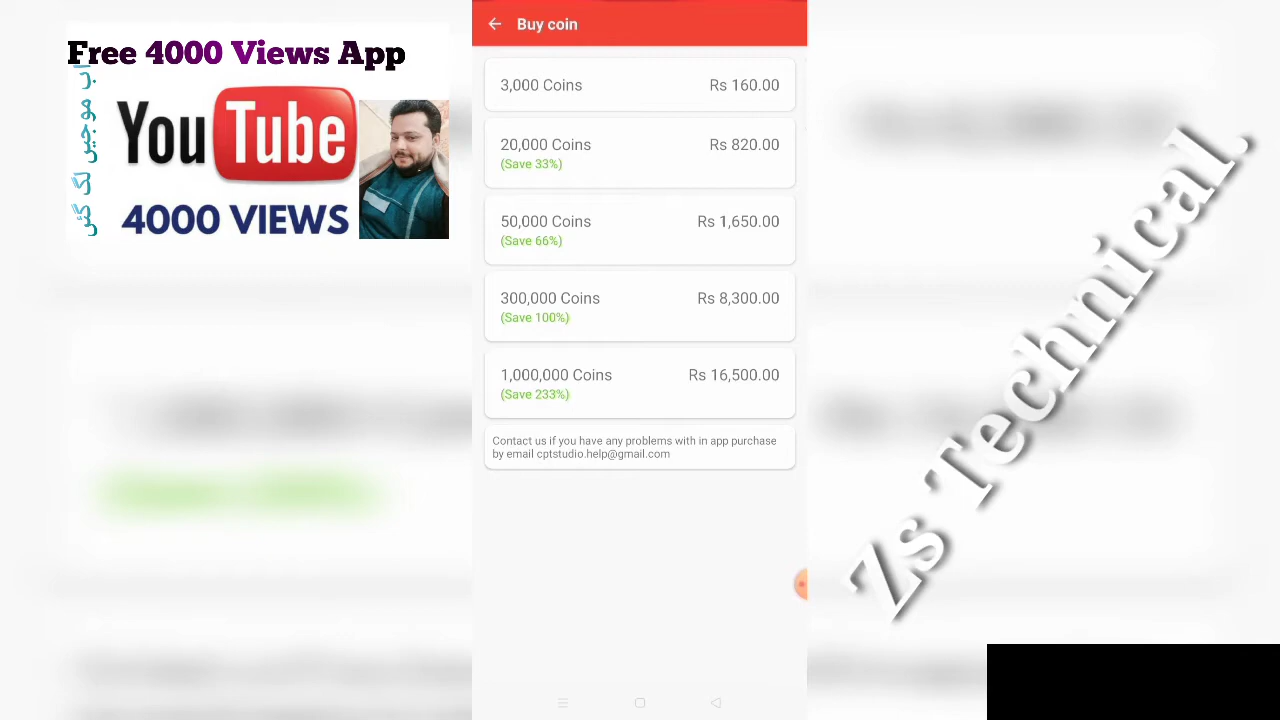 Free 4000 Views App
YouTube
4000 VIEWS
Buy coin
3,000 Coins Rs 160.00
20,000 Coins Rs 820.00
(Save 33%)
50,000 Coins Rs 1,650.00
(Save 66%)
300,000 Coins Rs 8,300.00
(Save 100%)
1,000,000 Coins Rs 16,500.00
(Save 233%)
Contact us if you have any problems with in app purchase
by email cptstudio.help@gmail.com
Zs Technical.